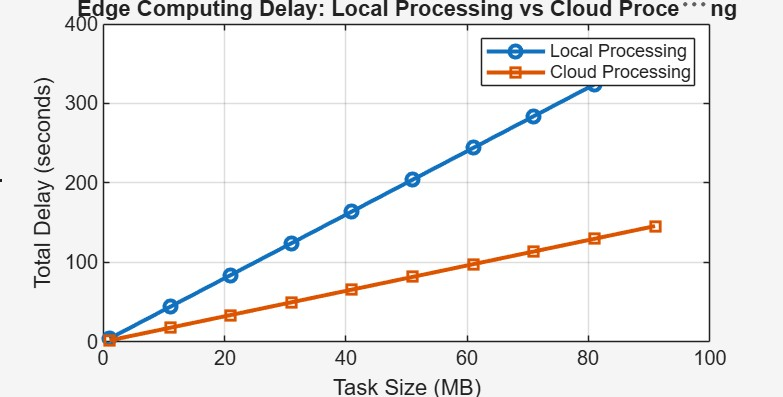 Edge Computing Delay: Local Processing vs Cloud Proce ng
Local Processing
Cloud Processing
Total Delay (seconds)
400
300
200
100
0
0 20 40 60 80 100
Task Size (MB)